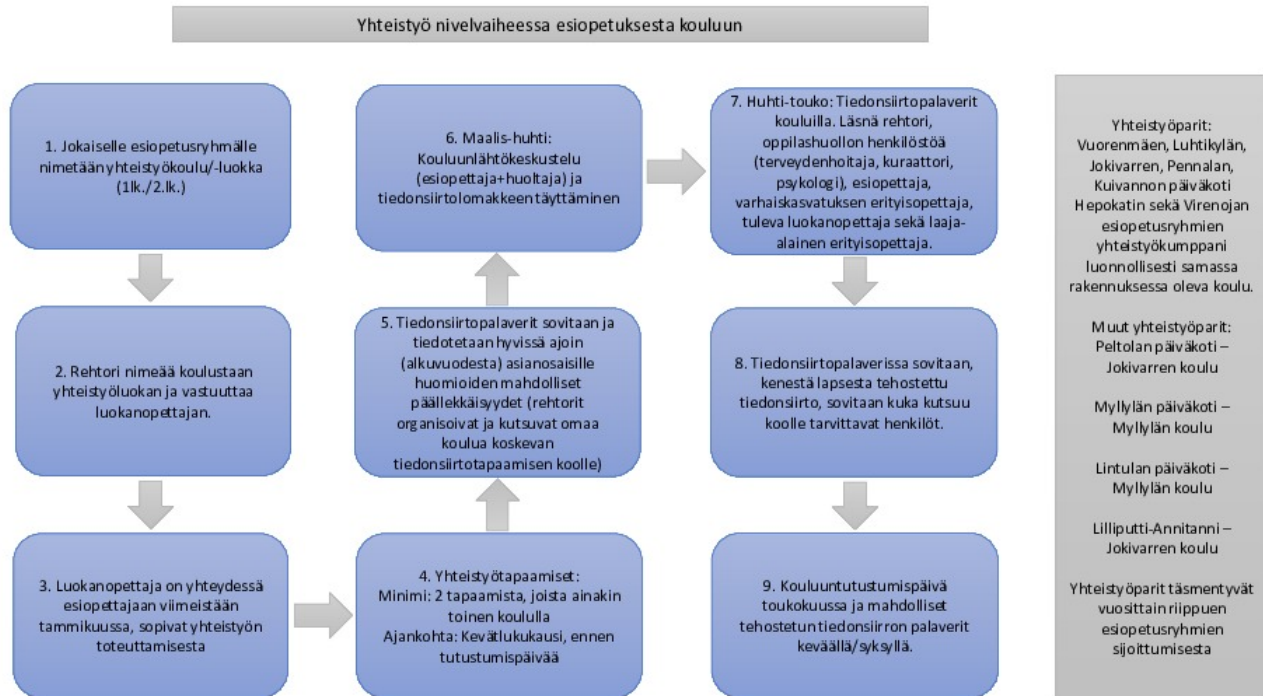 Yhteistyö nivelvaiheessa esiopetuksesta kouluun
1. Jokaiselle esiopetusryhmälle
nimetään yhteistyökoulu/-luokka
(1lk./2.lk.)
2. Rehtori nimeää koulustaan
yhteistyöluokan ja vastuuttaa
luokanopettajan.
3. Luokanopettaja on yhteydessä
esiopettajaan viimeistään
tammikuussa, sopivat yhteistyön
toteuttamisesta
4. Yhteistyötapaamiset:
Minimi: 2 tapaamista, joista ainakin
toinen koululla
Ajankohta: Kevätlukukausi, ennen
tutustumispäivää
5. Tiedonsiirtopalaverit sovitaan ja
tiedotetaan hyvissä ajoin
(alkuvuodesta) asianosaisille
huomioiden mahdolliset
päällekkäisyydet (rehtorit
organisoivat ja kutsuvat omaa
koulua koskevan
tiedonsiirtotapaamisen koolle)
6. Maalis-huhti:
Kouluunlähtökeskustelu
(esiopettaja+huoltaja) ja
tiedonsiirtolomakkeen täyttäminen
7. Huhti-touko: Tiedonsiirtopalaverit
kouluilla. Läsnä rehtori,
oppilashuollon henkilöstöä
(terveydenhoitaja, kuraattori,
psykologi), esiopettaja,
varhaiskasvatuksen erityisopettaja,
tuleva luokanopettaja sekä laaja-
alainen erityisopettaja.
8. Tiedonsiirtopalaverissa sovitaan,
kenestä lapsesta tehostettu
tiedonsiirto, sovitaan kuka kutsuu
koolle tarvittavat henkilöt.
9. Kouluuntutustumispäivä
toukokuussa ja mahdolliset
tehostetun tiedonsiirron palaverit
keväällä/syksyllä.
Yhteistyöparit:
Vuorenmäen, Luhtikylän,
Jokivarren, Pennalan,
Kuivannon päiväkoti
Hepokatin sekä Virenojan
esiopetusryhmien
yhteistyökumppani
luonnollisesti samassa
rakennuksessa oleva koulu.
Muut yhteistyöparit:
Peltolan päiväkoti –
Jokivarren koulu
Myllylän päiväkoti –
Myllylän koulu
Lintulan päiväkoti –
Myllylän koulu
Lilliputti-Annitanni –
Jokivarren koulu
Yhteistyöparit täsmentyvät
vuosittain riippuen
esiopetusryhmien
sijoittumisesta